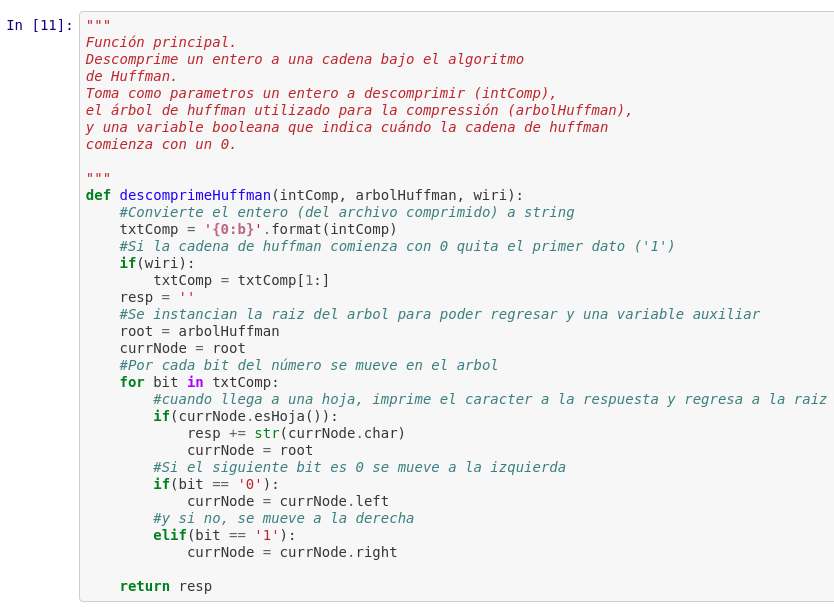 In [11]: """
Función principal.
Descomprime un entero a una cadena bajo el algoritmo
de Huffman.
Toma como parametros un entero a descomprimir (intComp),
el árbol de huffman utilizado para la compressión (arbolHuffman),
y una variable booleana que indica cuándo la cadena de huffman
comienza con un 0.

"""
def descomprimeHuffman(intComp, arbolHuffman, wiri):
    #Convierte el entero (del archivo comprimido) a string
    txtComp = '{0:b}'.format(intComp)
    #Si la cadena de huffman comienza con 0 quita el primer dato ('1')
    if(wiri):
        txtComp = txtComp[1:]
    resp = ''
    #Se instancian la raiz del arbol para poder regresar y una variable auxiliar
    root = arbolHuffman
    currNode = root
    #Por cada bit del número se mueve en el arbol
    for bit in txtComp:
        #cuando llega a una hoja, imprime el caracter a la respuesta y regresa a la raiz
        if(currNode.esHoja()):
            resp += str(currNode.char)
            currNode = root
        #Si el siguiente bit es 0 se mueve a la izquierda
        if(bit == '0'):
            currNode = currNode.left
        #y si no, se mueve a la derecha
        elif(bit == '1'):
            currNode = currNode.right

    return resp